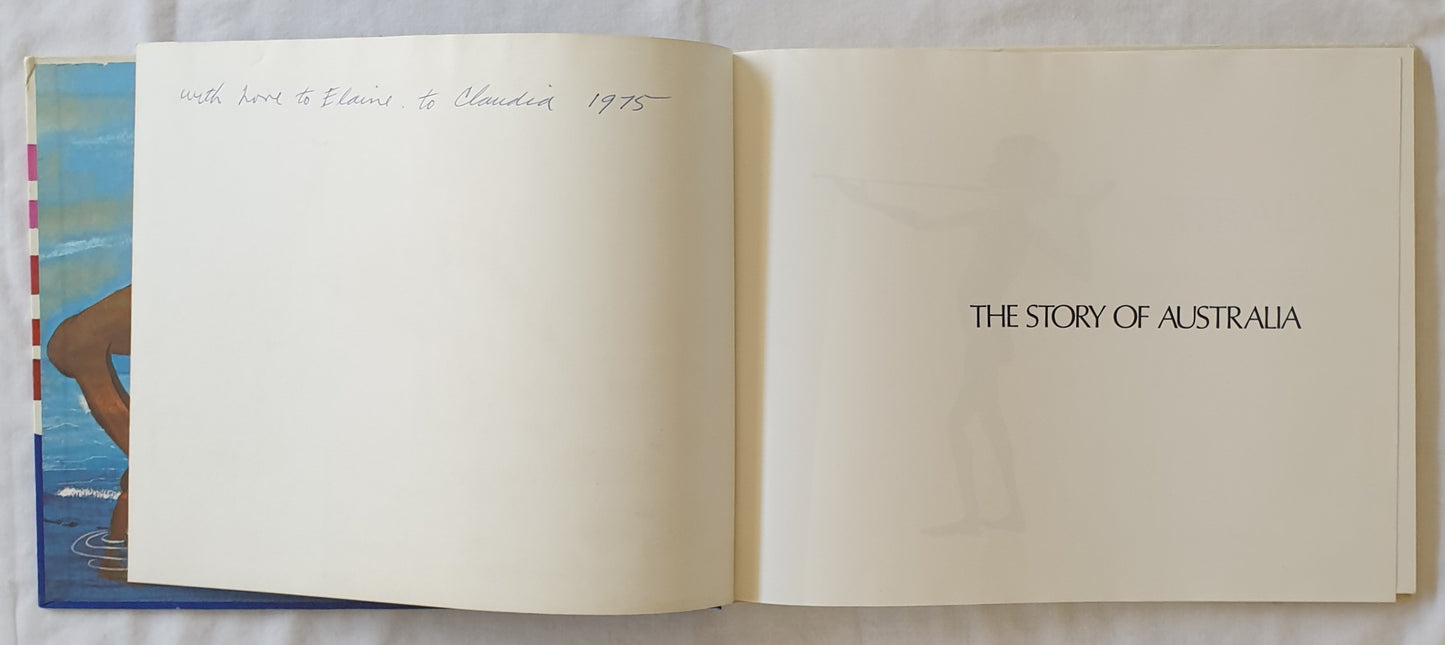 with Love to Elaine. to Claudia 1975
THE STORY OF AUSTRALIA